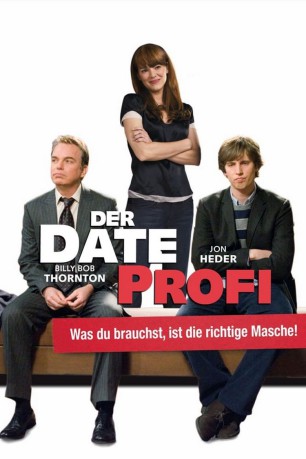 DER
DATE
BILLY BOB
THORNTON
JON
HEDER
PROFI
Was du brauchst, ist die richtige Masche!